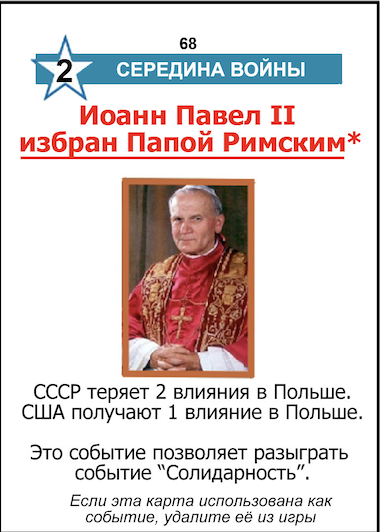 68
2 СЕРЕДИНА ВОЙНЫ
Иоанн Павел II
избран Папой Римским*
СССР теряет 2 влияния в Польше.
США получают 1 влияние в Польше.
Это событие позволяет разыграть
событие “Солидарность”.
Если эта карта использована как
событие, удалите её из игры